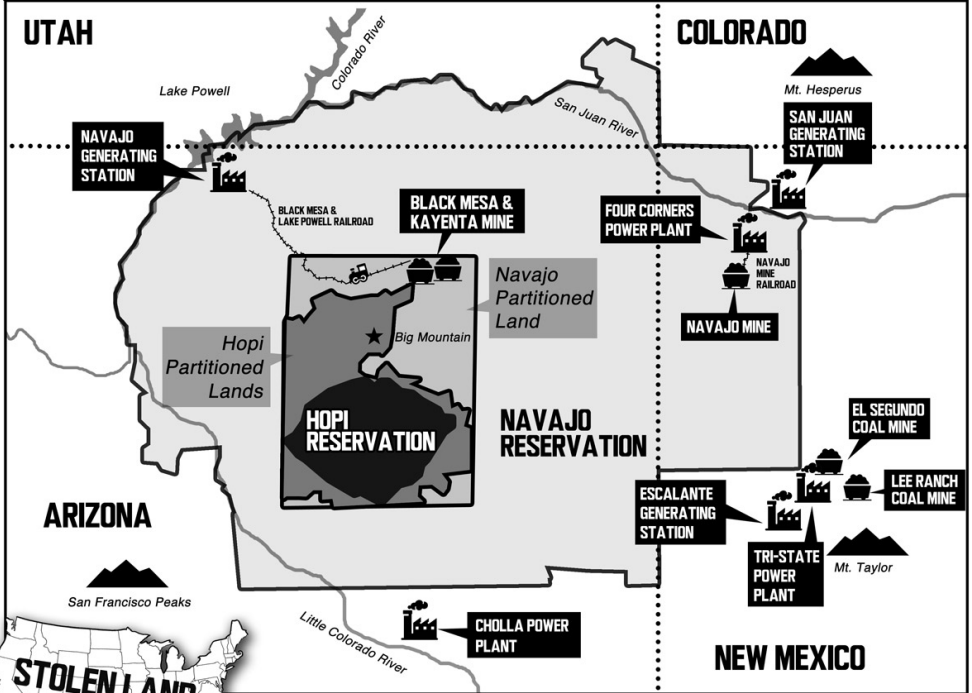 UTAH
COLORADO
Colorado River
Lake Powell
Mt. Hesperus
San Juan River
SAN JUAN
GENERATING
STATION
NAVAJO
GENERATING
STATION
BLACK MESA &
LAKE POWELL RAILROAD
BLACK MESA &
KAYENTA MINE
FOUR CORNERS
POWER PLANT
NAVAJO
MINE
RAILROAD
Navajo
Partitioned
Land
NAVAJO MINE
Big Mountain
Hopi
Partitioned
Lands
HOPI
RESERVATION
NAVAJO
RESERVATION
EL SEGUNDO
COAL MINE
LEE RANCH
COAL MINE
ESCALANTE
GENERATING
STATION
TRI-STATE
POWER
PLANT
Mt. Taylor
ARIZONA
San Francisco Peaks
Little Colorado River
CHOLLA POWER
PLANT
NEW MEXICO
STOLEN LAND